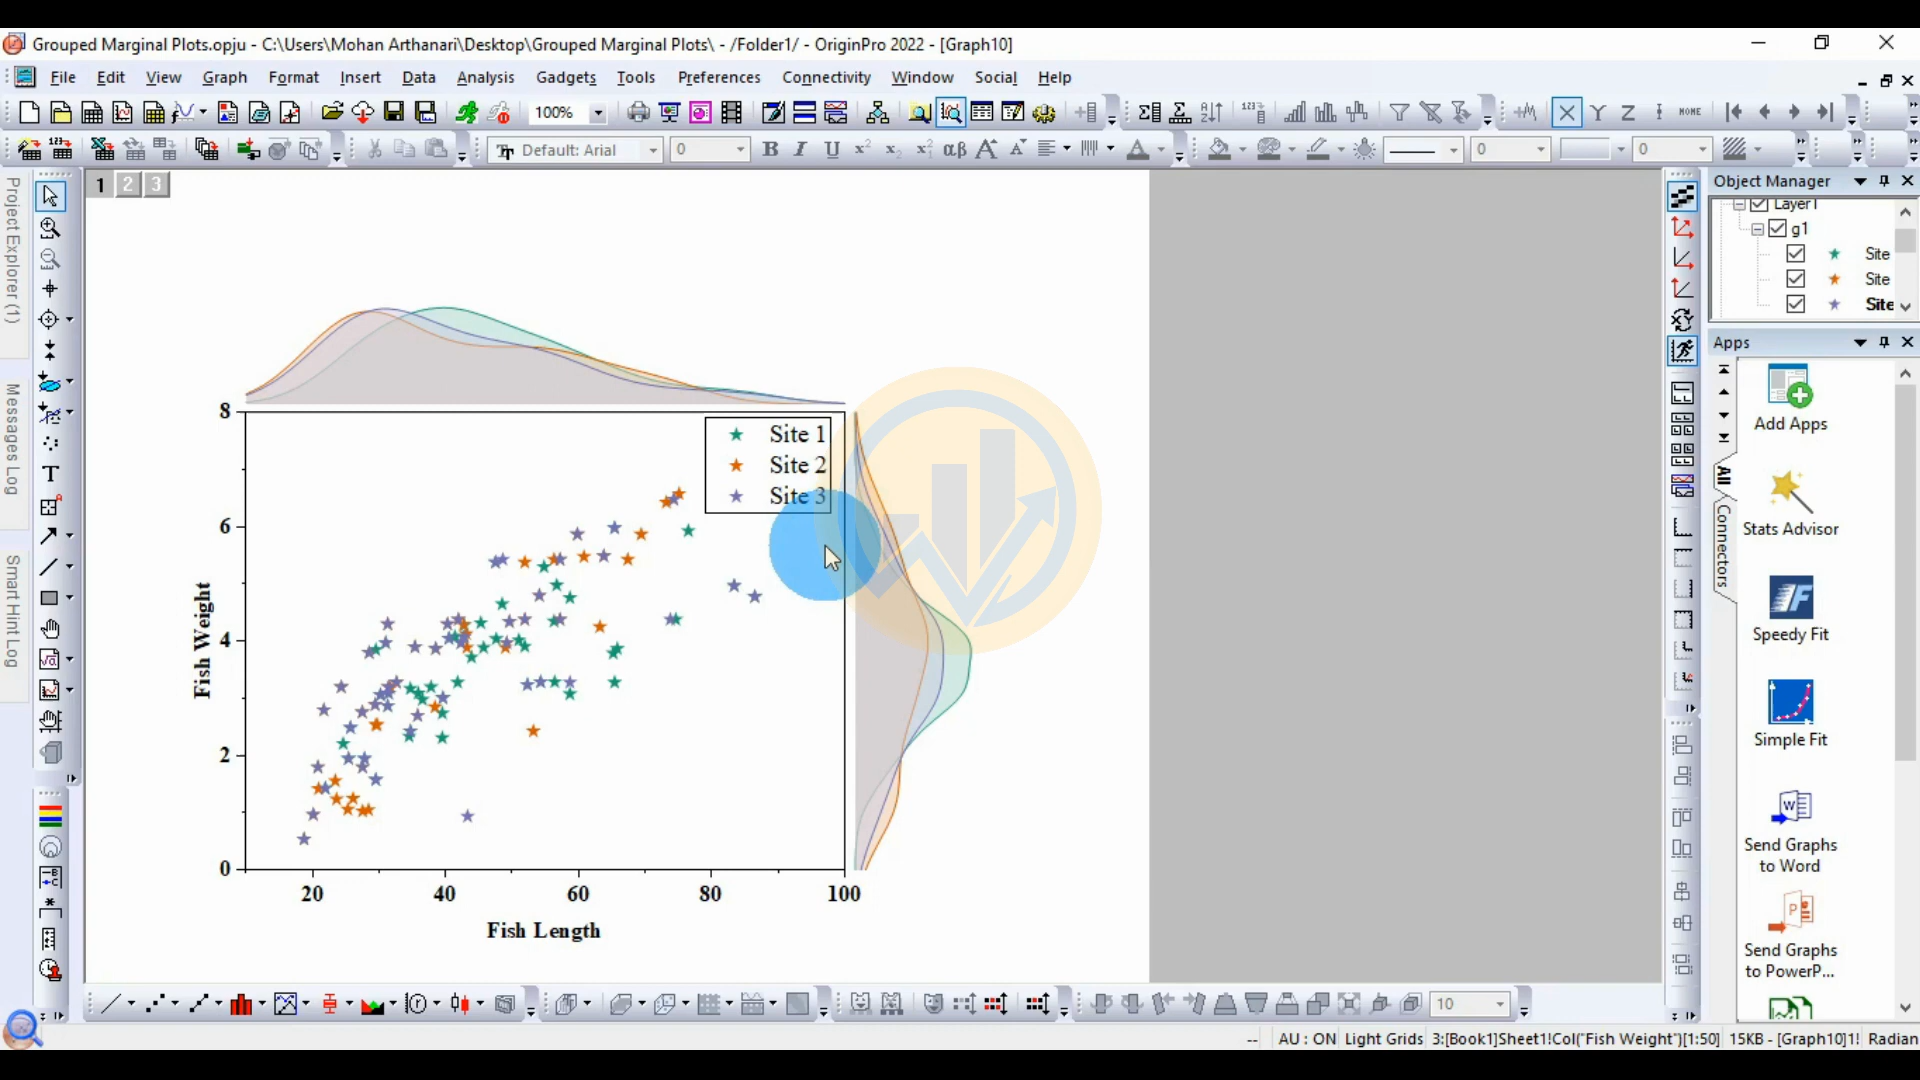 Grouped Marginal Plots.opju - C:\Users\Mohan Arthanari\Desktop\Grouped Marginal Plots\ - /Folder1/ - OriginPro 2022 - [Graph10]
File Edit View Graph Format Insert Data Analysis Gadgets Tools Preferences Connectivity Window Social Help
100%
X Y Z HOME
Default: Arial 0 B I U αβ A A 0 0
1 2 3
Object Manager
Layer1
g1
Site
Site
Site
Project Explorer (1)
Messages Log
Smart Hint Log
Apps
Add Apps
Stats Advisor
Speedy Fit
Simple Fit
Send Graphs
to Word
Send Graphs
to PowerP...
All
Connectors
Site 1
Site 2
Site 3
8
6
4
2
0
Fish Weight
20 40 60 80 100
Fish Length
10
-- AU : ON Light Grids 3:[Book1]Sheet1!Col("Fish Weight")[1:50] 15KB - [Graph10]1! Radian